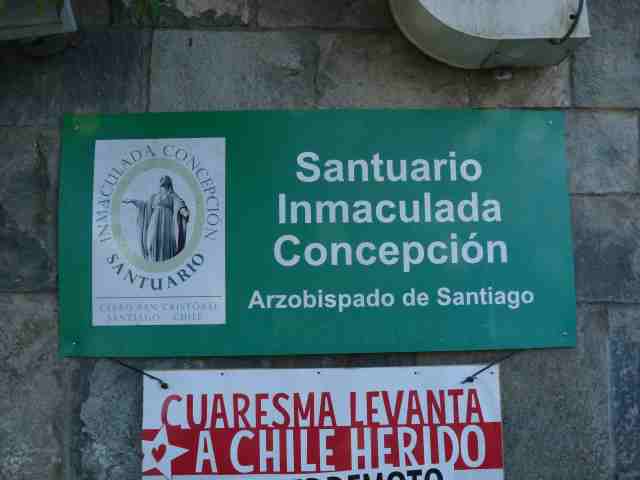 INMACULADA CONCEPCIÓN
SANTUARIO
CERRO SAN CRISTÓBAL
SANTIAGO - CHILE
Santuario
Inmaculada
Concepción
Arzobispado de Santiago
CUARESMA LEVANTA
A CHILE HERIDO